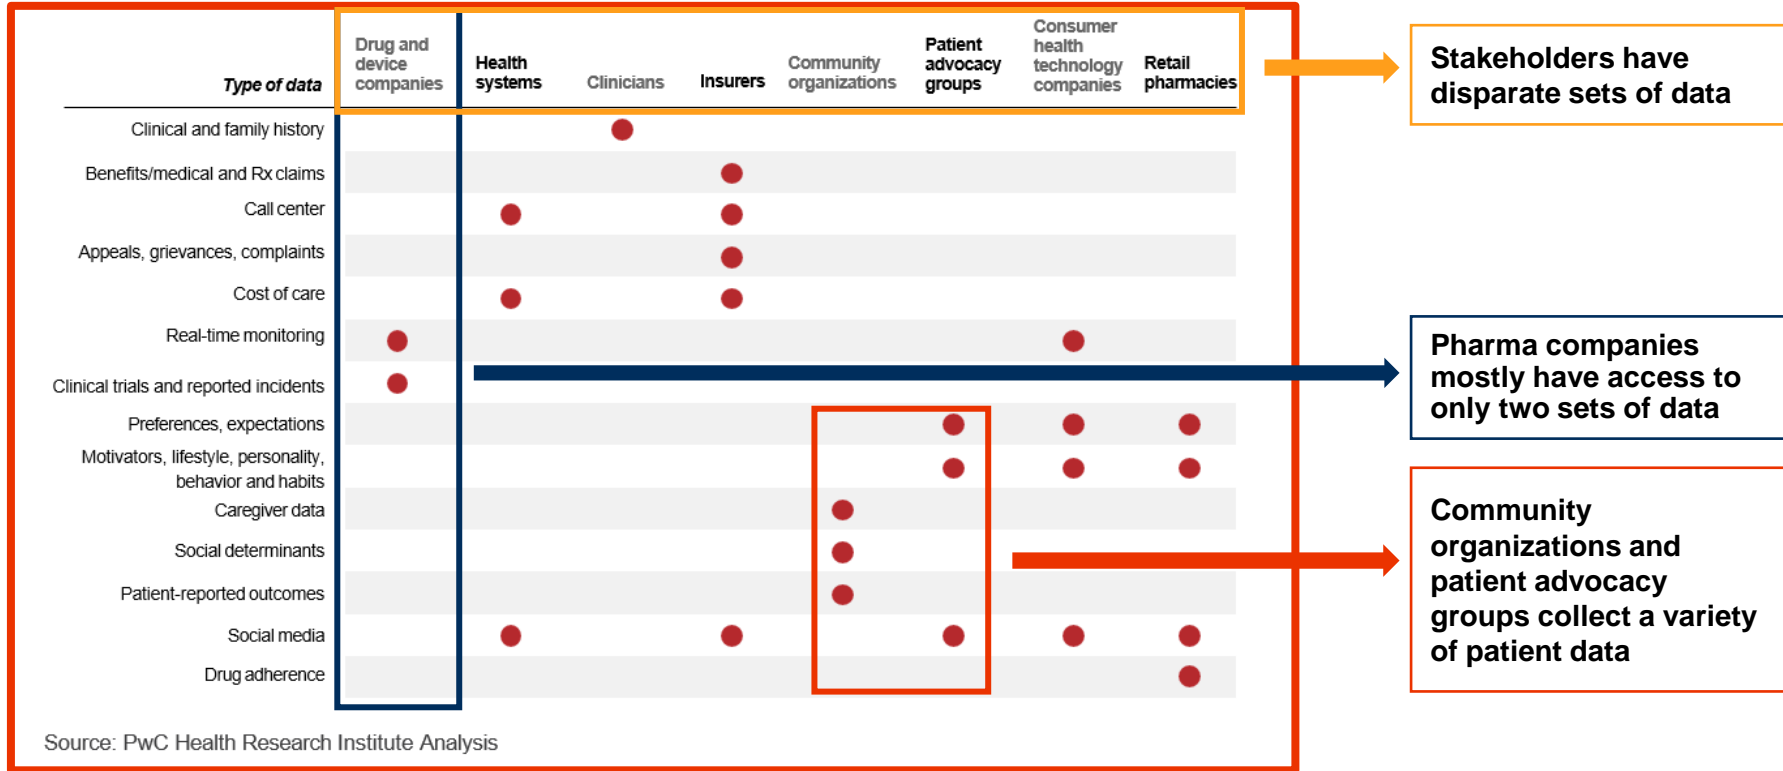 Type of data
Drug and
device
companies
Health
systems
Clinicians
Insurers
Community
organizations
Patient
advocacy
groups
Consumer
health
technology
companies
Retail
pharmacies
Clinical and family history
Benefits/medical and Rx claims
Call center
Appeals, grievances, complaints
Cost of care
Real-time monitoring
Clinical trials and reported incidents
Preferences, expectations
Motivators, lifestyle, personality,
behavior and habits
Caregiver data
Social determinants
Patient-reported outcomes
Social media
Drug adherence
Source: PwC Health Research Institute Analysis
Stakeholders have
disparate sets of data
Pharma companies
mostly have access to
only two sets of data
Community
organizations and
patient advocacy
groups collect a variety
of patient data